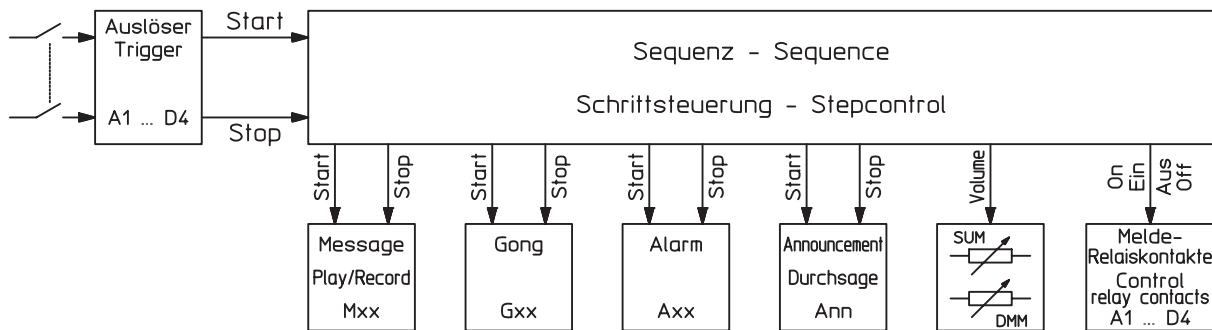 Auslöser
Trigger
A1 ... D4
Start
Stop
Sequenz - Sequence
Schrittsteuerung - Stepcontrol
Start
Stop
Start
Stop
Start
Stop
Start
Stop
Volume
On
Ein
Aus
Off
Message
Play/Record
Mxx
Gong
Gxx
Alarm
Axx
Announcement
Durchsage
Ann
SUM
DMM
Melde-
Relaiskontakte
Control
relay contacts
A1 ... D4